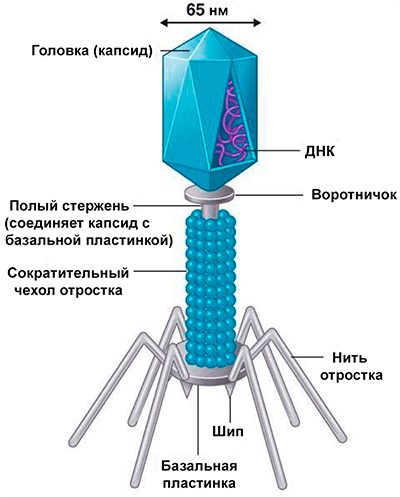 65 нм
Головка (капсид)
ДНК
Воротничок
Полый стержень
(соединяет капсид с
базальной пластинкой)
Сократительный
чехол отростка
Нить
отростка
Шип
Базальная
пластинка